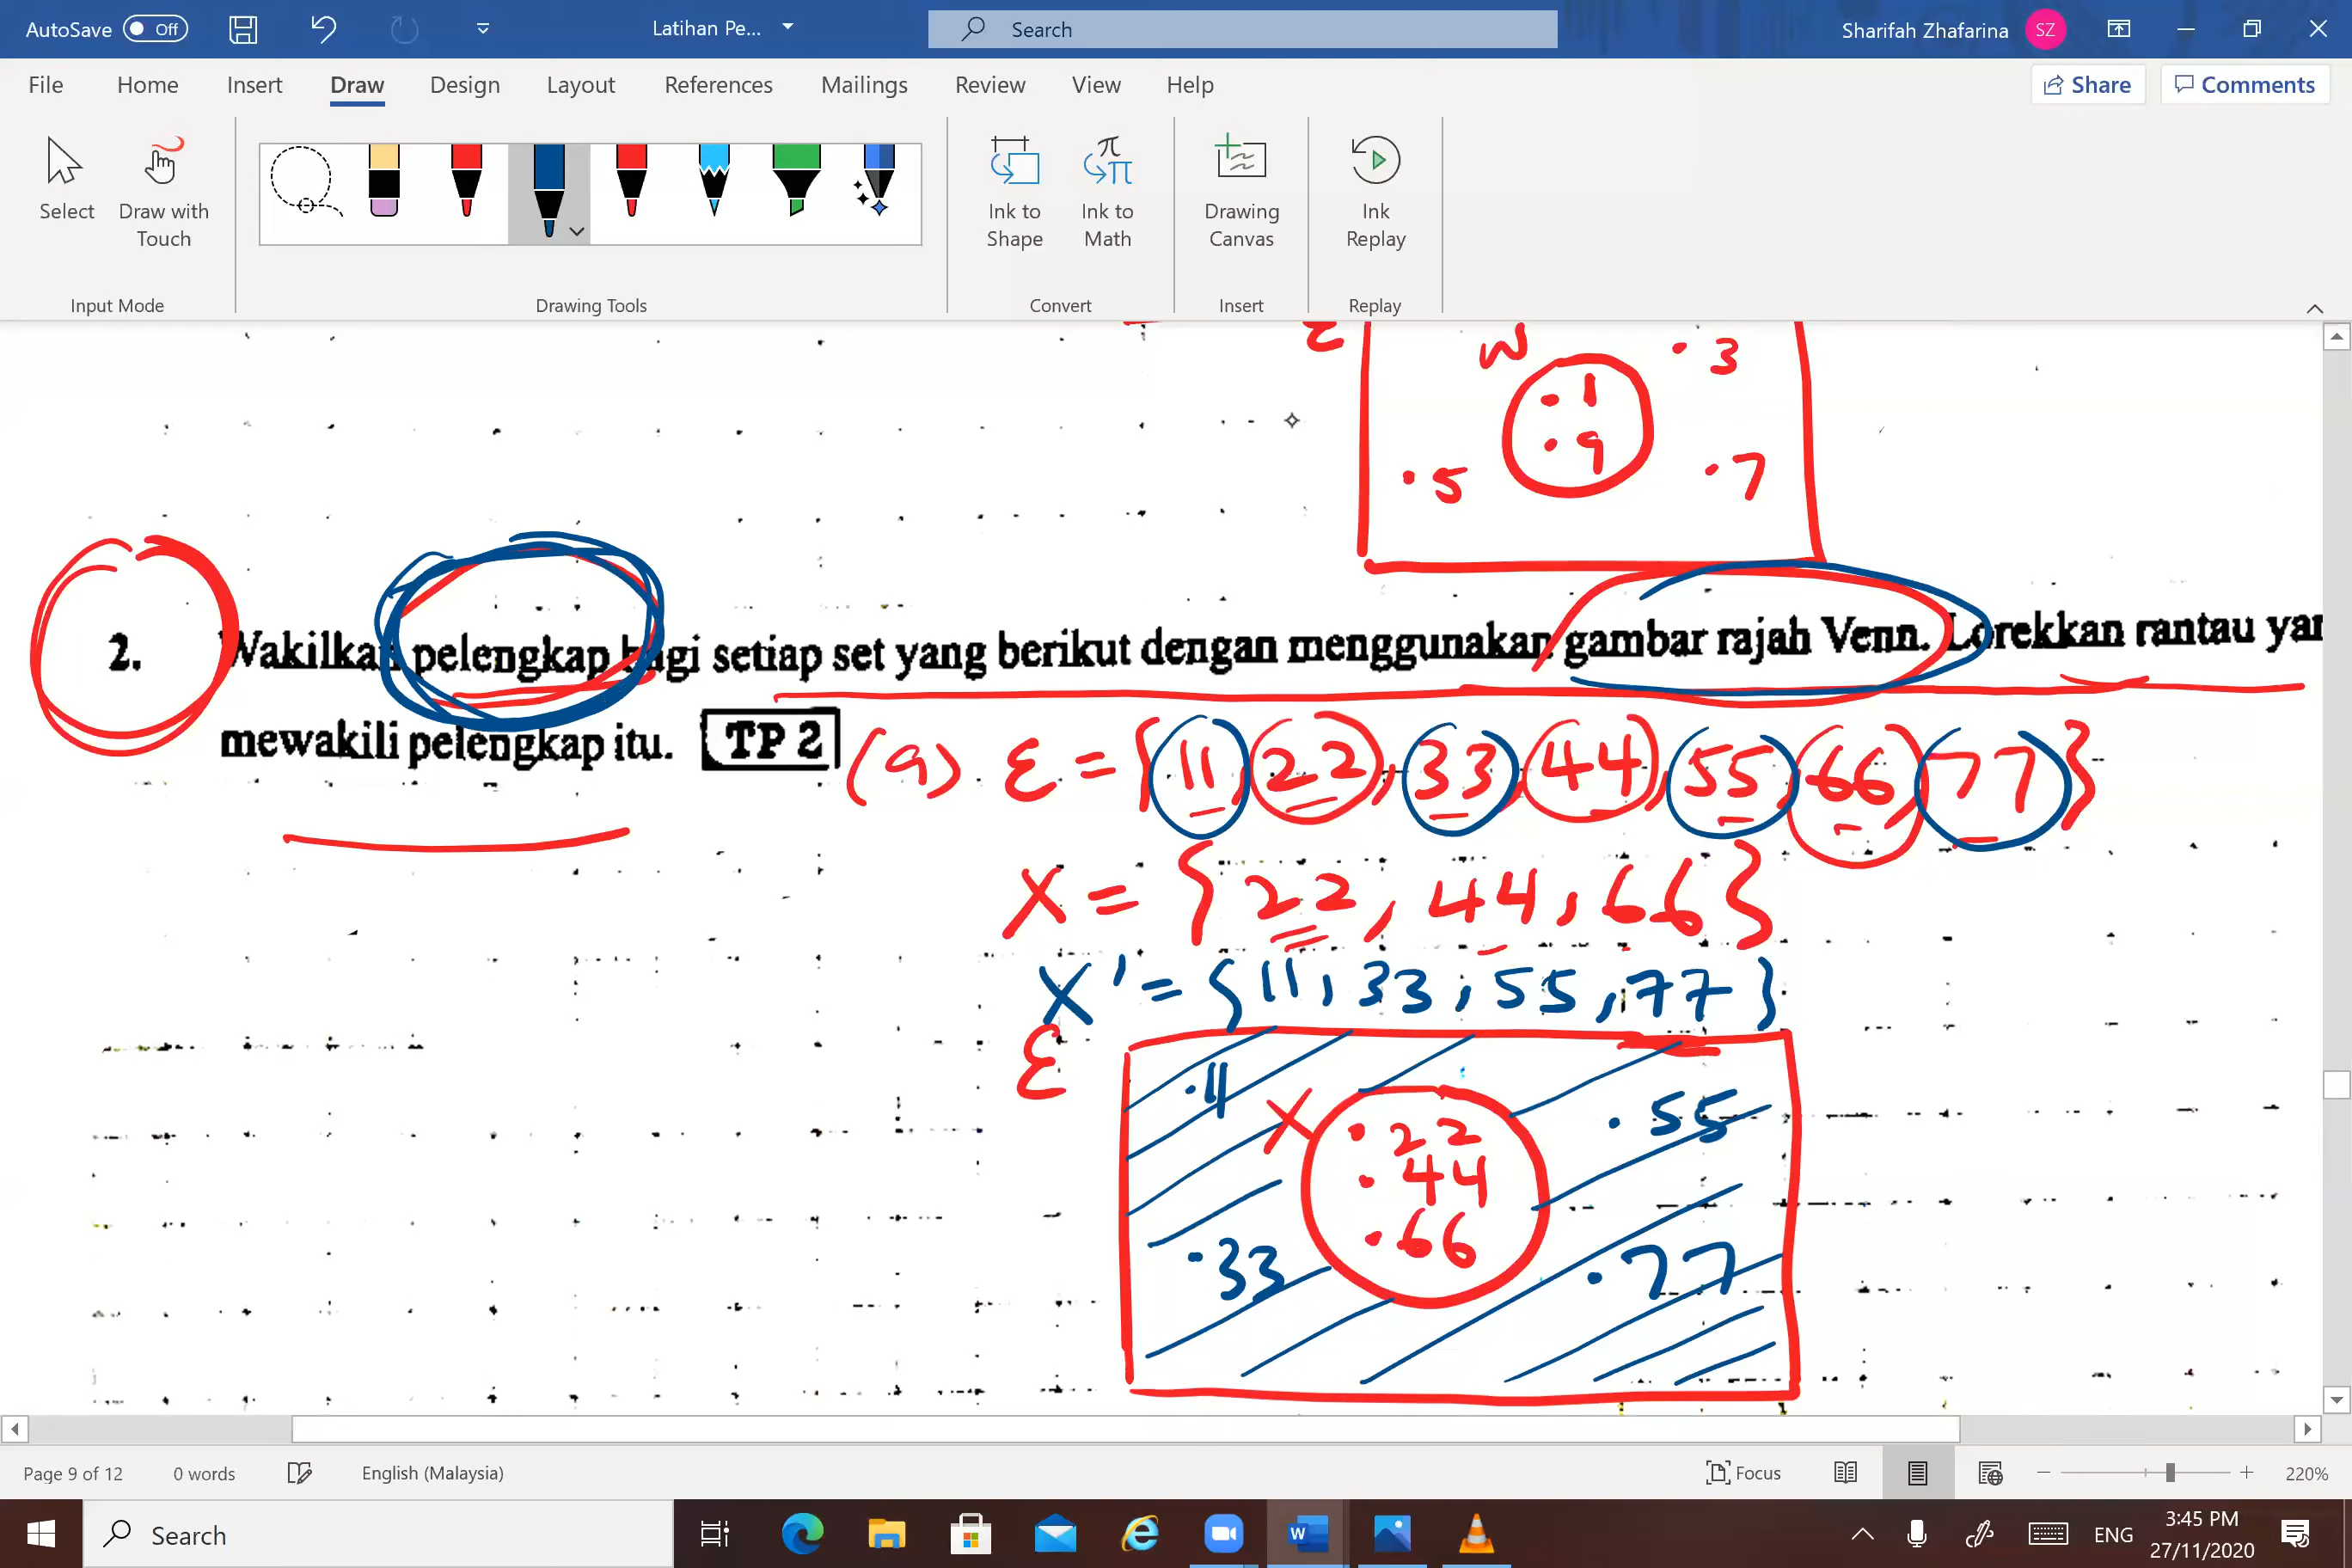 AutoSave Off Latihan Pe... Search Sharifah Zhafarina SZ
File Home Insert Draw Design Layout References Mailings Review View Help Share Comments
Select Draw with Touch Ink to Shape Ink to Math Drawing Canvas Ink Replay
Input Mode Drawing Tools Convert Insert Replay
ε W · 3
· 1
· 9
· 5 · 7
2. Wakilkan pelengkap bagi setiap set yang berikut dengan menggunakan gambar rajah Venn. Lorekkan rantau yan
mewakili pelengkap itu. TP 2 (a) ε = {11, 22, 33, 44, 55, 66, 77}
X = {22, 44, 66}
X' = {11, 33, 55, 77}
ε
· 11 X · 22 · 55
· 44
· 33 · 66 · 77
Page 9 of 12 0 words English (Malaysia) Focus 220%
Search ENG 3:45 PM
27/11/2020